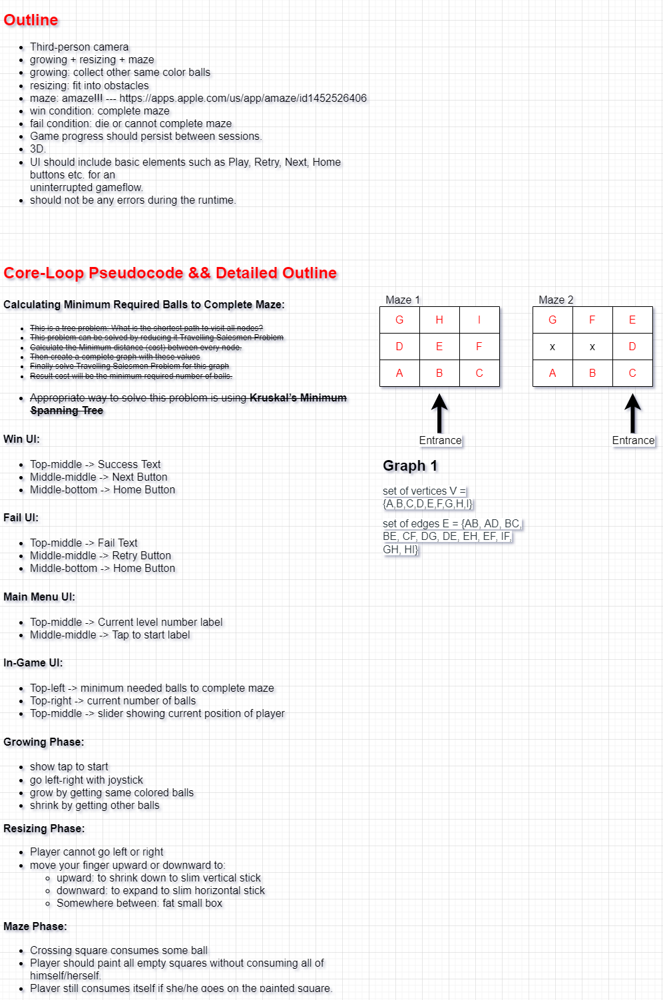 Outline
Third-person camera
growing + resizing + maze
growing: collect other same color balls
resizing: fit into obstacles
maze: amaze!!! --- https://apps.apple.com/us/app/amaze/id1452526406
win condition: complete maze
fail condition: die or cannot complete maze
Game progress should persist between sessions.
3D.
UI should include basic elements such as Play, Retry, Next, Home
buttons etc. for an
uninterrupted gameflow.
should not be any errors during the runtime.
Core-Loop Pseudocode && Detailed Outline
Calculating Minimum Required Balls to Complete Maze:
This is a tree problem: What is the shortest path to visit all nodes?
This problem can be solved by reducing it Travelling Salesmen Problem
Calculate the Minimum distance (cost) between every node.
Then create a complete graph with these values
Finally solve Travelling Salesmen Problem for this graph
Result cost will be the minimum required number of balls.
Appropriate way to solve this problem is using Kruskal's Minimum
Spanning Tree
Maze 1
G H I
D E F
A B C
Entrance
Maze 2
G F E
x x D
A B C
Entrance
Graph 1
set of vertices V =
{A,B,C,D,E,F,G,H,I}
set of edges E = {AB, AD, BC,
BE, CF, DG, DE, EH, EF, IF,
GH, HI}
Win UI:
Top-middle -> Success Text
Middle-middle -> Next Button
Middle-bottom -> Home Button
Fail UI:
Top-middle -> Fail Text
Middle-middle -> Retry Button
Middle-bottom -> Home Button
Main Menu UI:
Top-middle -> Current level number label
Middle-middle -> Tap to start label
In-Game UI:
Top-left -> minimum needed balls to complete maze
Top-right -> current number of balls
Top-middle -> slider showing current position of player
Growing Phase:
show tap to start
go left-right with joystick
grow by getting same colored balls
shrink by getting other balls
Resizing Phase:
Player cannot go left or right
move your finger upward or downward to:
upward: to shrink down to slim vertical stick
downward: to expand to slim horizontal stick
Somewhere between: fat small box
Maze Phase:
Crossing square consumes some ball
Player should paint all empty squares without consuming all of
himself/herself.
Player still consumes itself if she/he goes on the painted square.